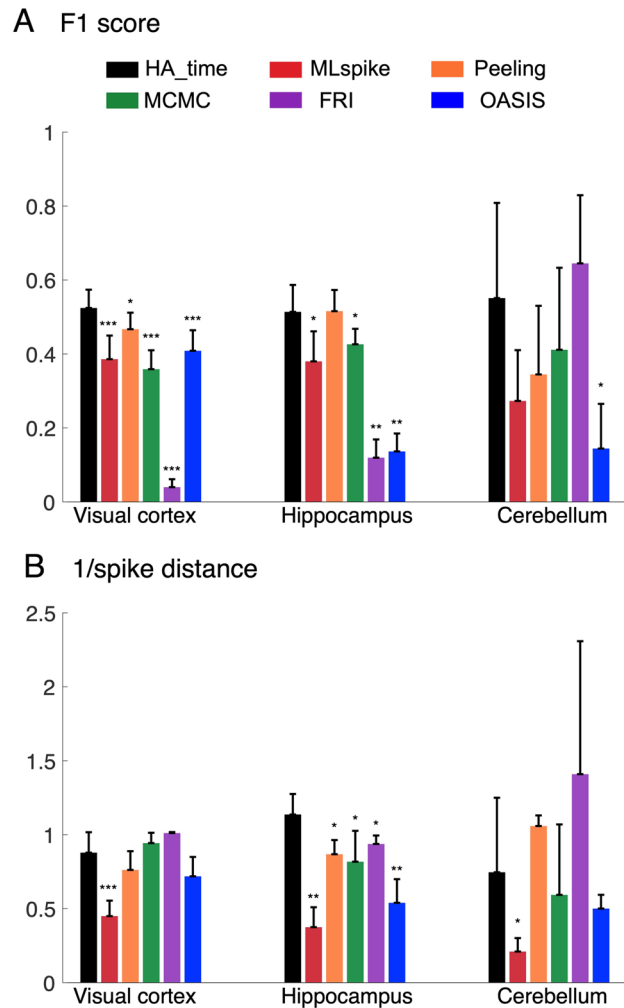 A F1 score
HA_time MLspike Peeling
MCMC FRI OASIS
1
0.8
0.6
0.4
0.2
0
*** * *** *** ***
* * ** **
*
Visual cortex Hippocampus Cerebellum
B 1/spike distance
2.5
2
1.5
1
0.5
0
***
** * * * **
*
Visual cortex Hippocampus Cerebellum